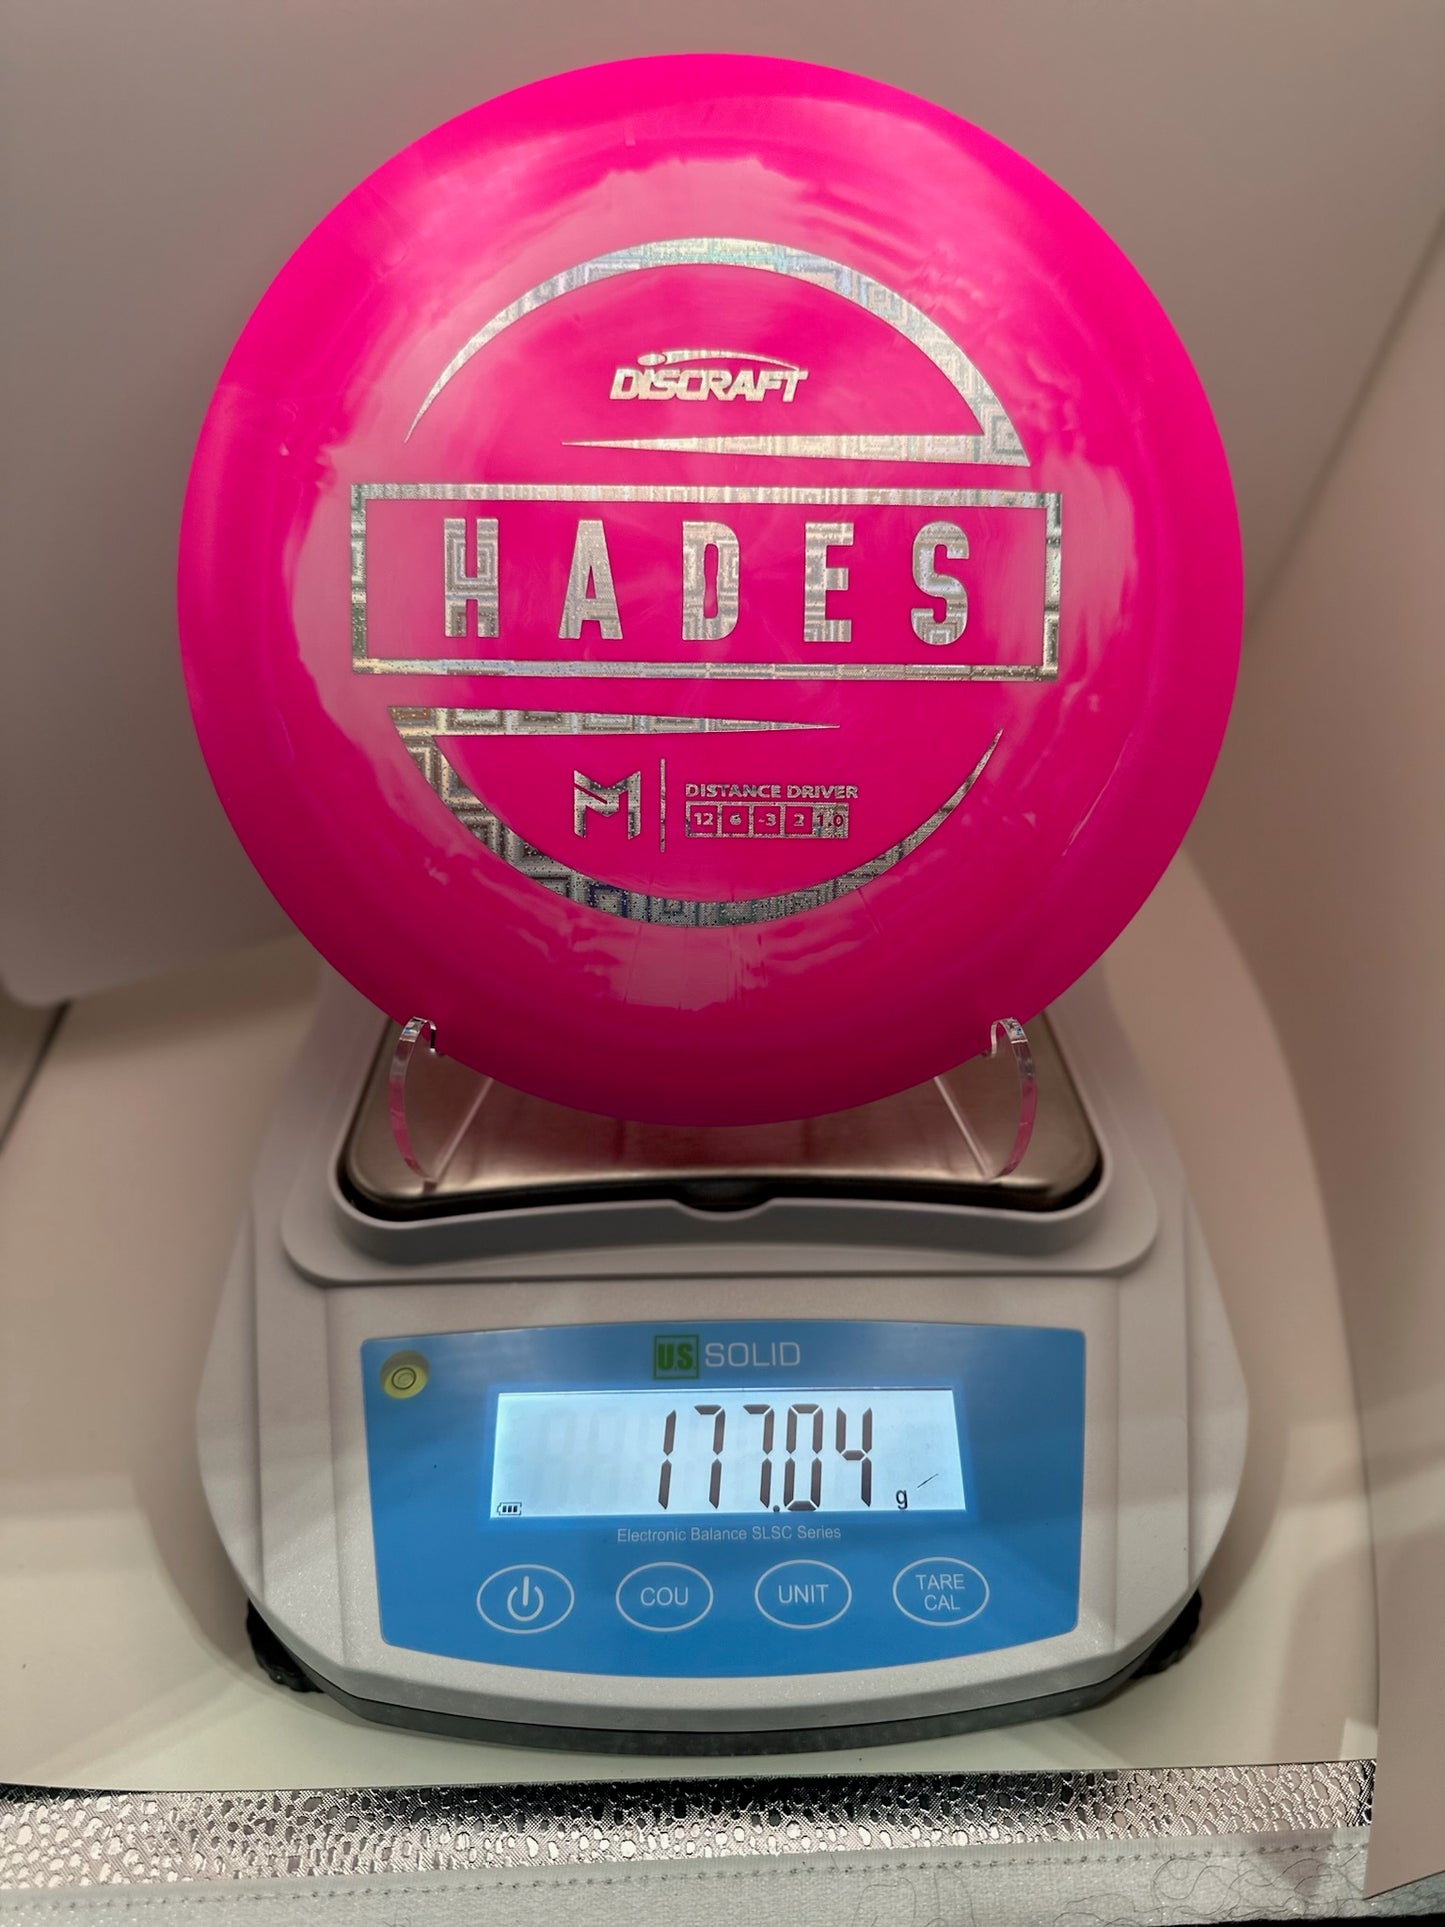 DISCRAFT
HADES
M DISTANCE DRIVER
12 6 -3 2 1.0
U.S. SOLID
177.04 g
Electronic Balance SLSC Series
COU UNIT TARE
CAL